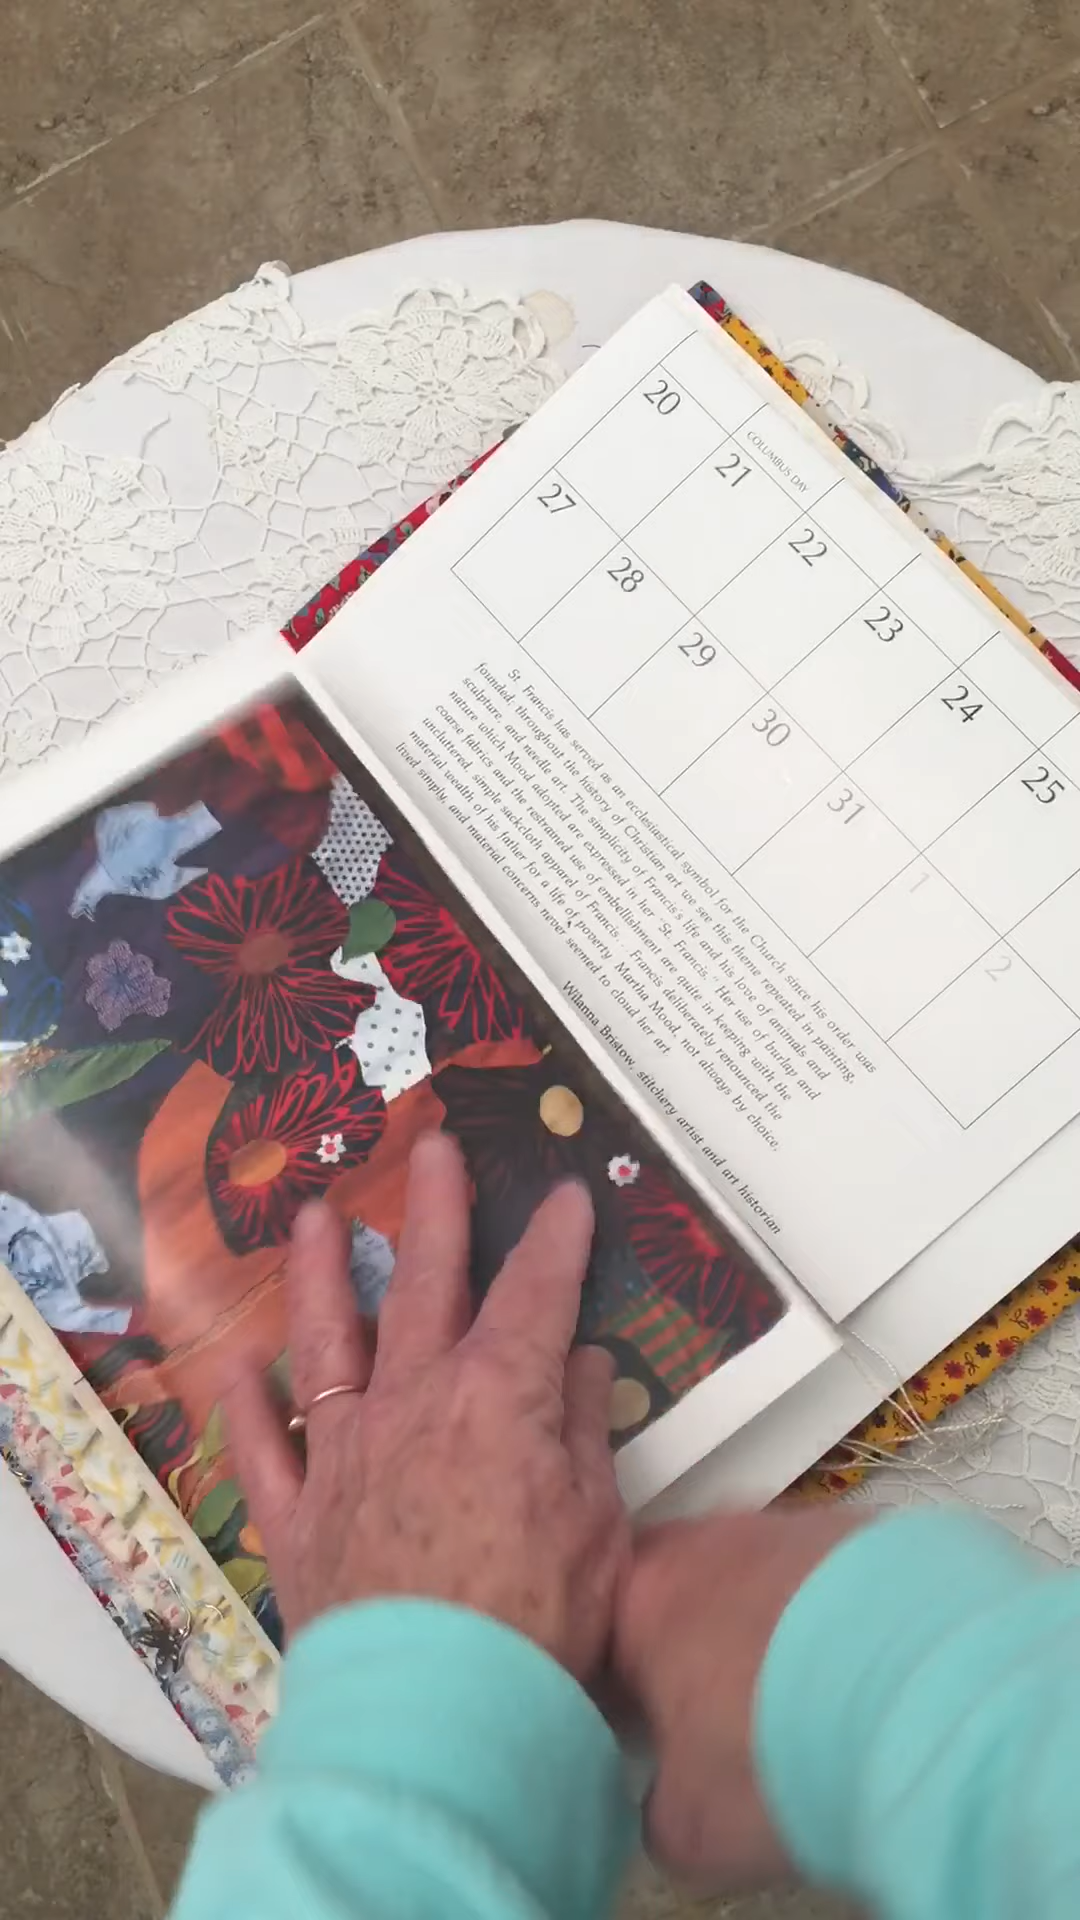 20
COLUMBUS DAY
21
22
23
24
25
27
28
29
30
31
1
2
St. Francis has served as an ecclesiastical symbol for the Church since his order was
founded; throughout the history of Christian art we see this theme repeated in painting,
sculpture, and needle art. The simplicity of Francis's life and his love of animals and
nature which Mood adopted are expressed in her "St. Francis." Her use of burlap and
coarse fabrics and the restrained use of embellishment are quite in keeping with the
uncluttered, simple sackcloth apparel of Francis . . . Francis deliberately renounced the
material wealth of his father for a life of poverty. Martha Mood, not always by choice,
lived simply, and material concerns never seemed to cloud her art.
Wilanna Bristow, stitchery artist and art historian